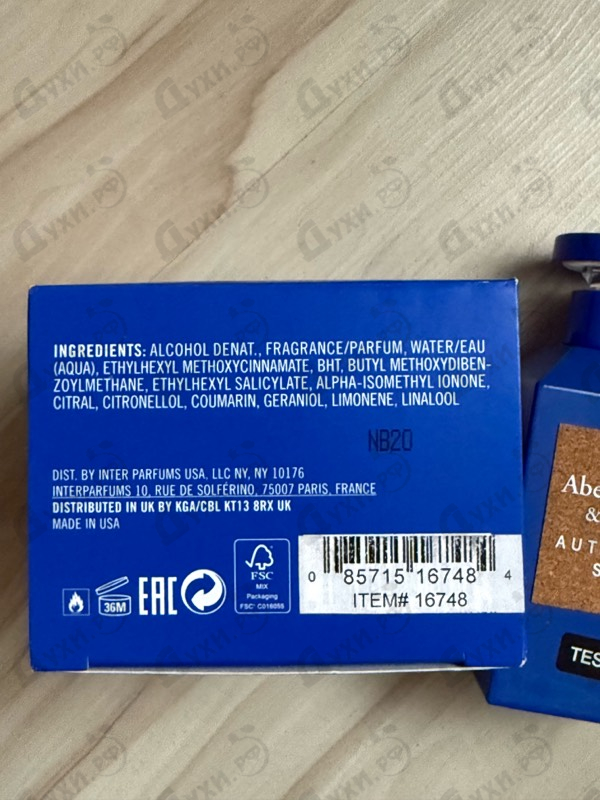 INGREDIENTS: ALCOHOL DENAT., FRAGRANCE/PARFUM, WATER/EAU
(AQUA), ETHYLHEXYL METHOXYCINNAMATE, BHT, BUTYL METHOXYDIBEN-
ZOYLMETHANE, ETHYLHEXYL SALICYLATE, ALPHA-ISOMETHYL IONONE,
CITRAL, CITRONELLOL, COUMARIN, GERANIOL, LIMONENE, LINALOOL
NB20
DIST. BY INTER PARFUMS USA, LLC NY, NY 10176
INTERPARFUMS 10, RUE DE SOLFÉRINO, 75007 PARIS, FRANCE
DISTRIBUTED IN UK BY KGA/CBL KT13 8RX UK
MADE IN USA
36M
EAC
FSC
MIX
Packaging
FSC® C016055
0 85715 16748 4
ITEM# 16748
Abe
&
AUT
S
TES
Духи.рф